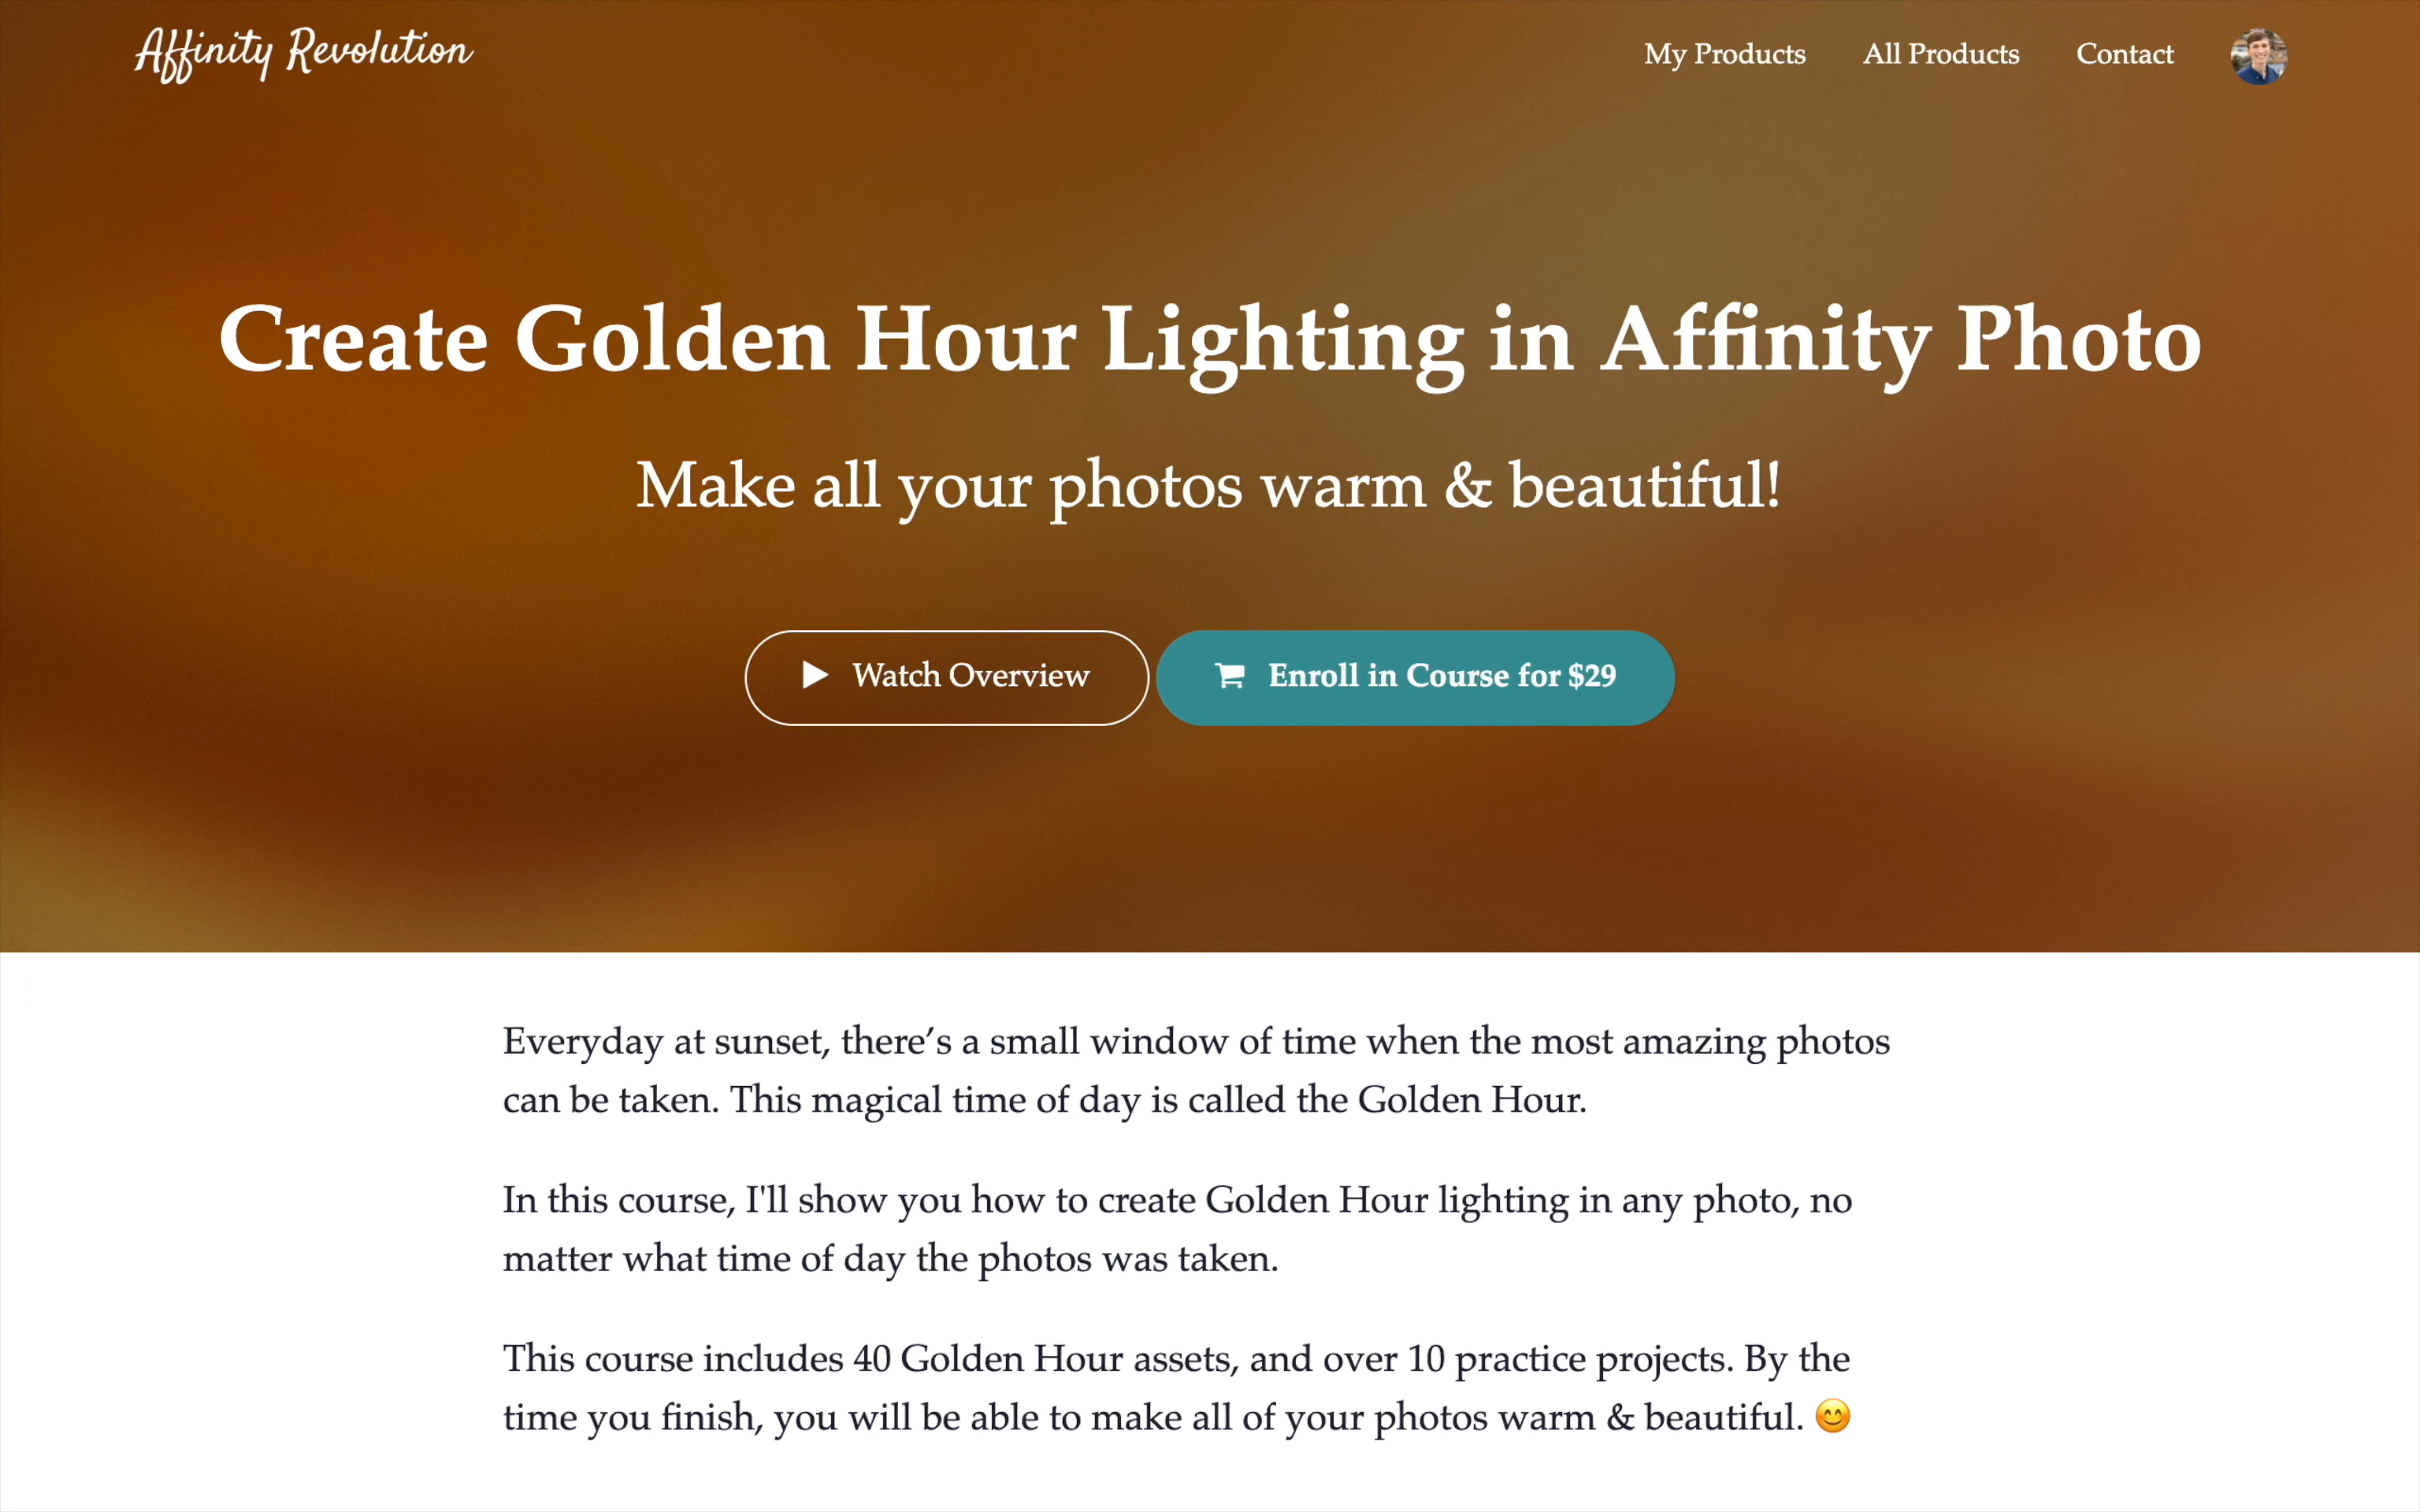 Affinity Revolution
My Products
All Products
Contact
Create Golden Hour Lighting in Affinity Photo
Make all your photos warm & beautiful!
Watch Overview
Enroll in Course for $29
Everyday at sunset, there’s a small window of time when the most amazing photos
can be taken. This magical time of day is called the Golden Hour.
In this course, I'll show you how to create Golden Hour lighting in any photo, no
matter what time of day the photos was taken.
This course includes 40 Golden Hour assets, and over 10 practice projects. By the
time you finish, you will be able to make all of your photos warm & beautiful. 😊